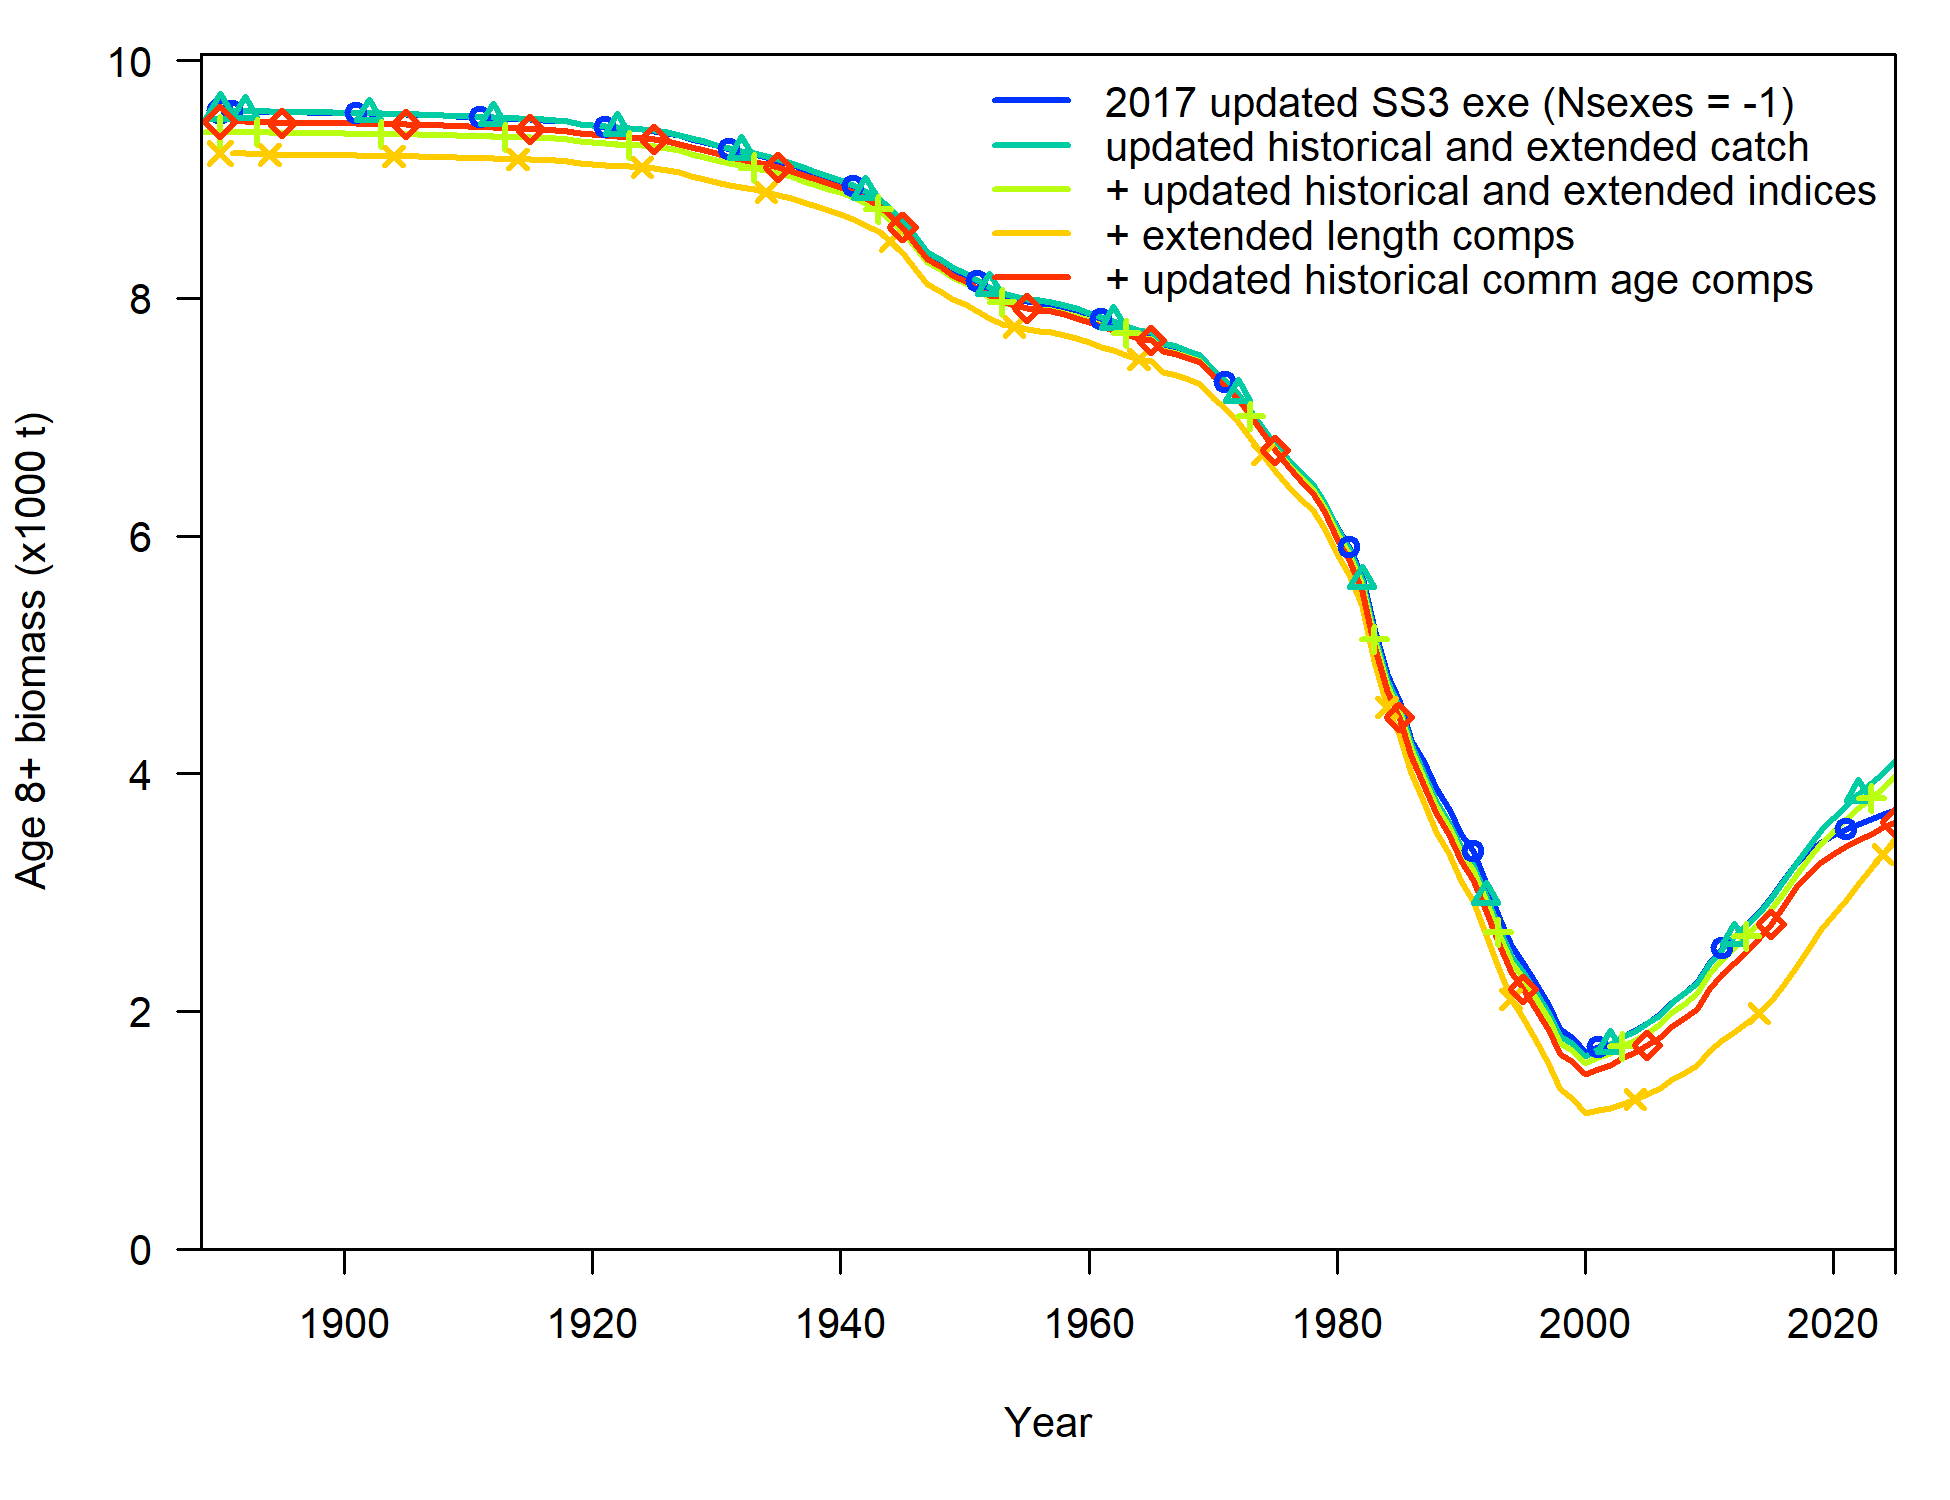 10
8
6
4
2
0
Age 8+ biomass (x1000 t)
2017 updated SS3 exe (Nsexes = -1)
updated historical and extended catch
+ updated historical and extended indices
+ extended length comps
+ updated historical comm age comps
1900 1920 1940 1960 1980 2000 2020
Year